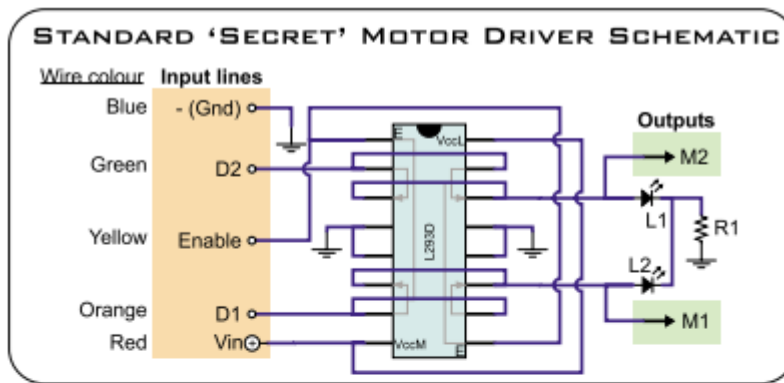 STANDARD 'SECRET' MOTOR DRIVER SCHEMATIC
Wire colour Input lines
Blue - (Gnd)
Green D2
Yellow Enable
Orange D1
Red Vin
E VccL
L293D
VccM E
Outputs
M2
L1 R1
L2
M1